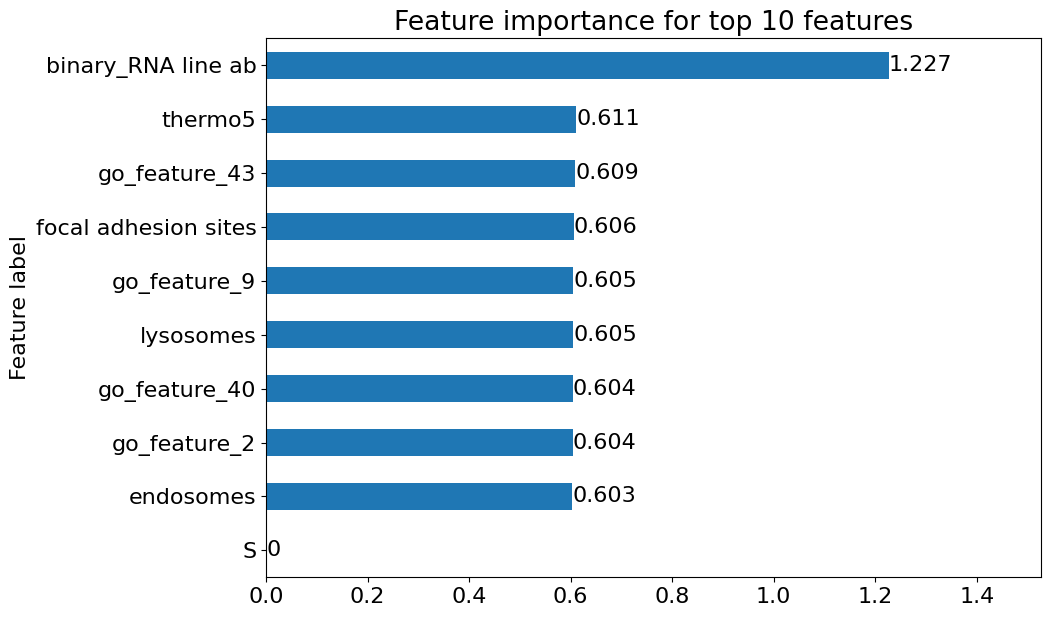 Feature importance for top 10 features
Feature label
binary_RNA line ab 1.227
thermo5 0.611
go_feature_43 0.609
focal adhesion sites 0.606
go_feature_9 0.605
lysosomes 0.605
go_feature_40 0.604
go_feature_2 0.604
endosomes 0.603
S 0
0.0 0.2 0.4 0.6 0.8 1.0 1.2 1.4